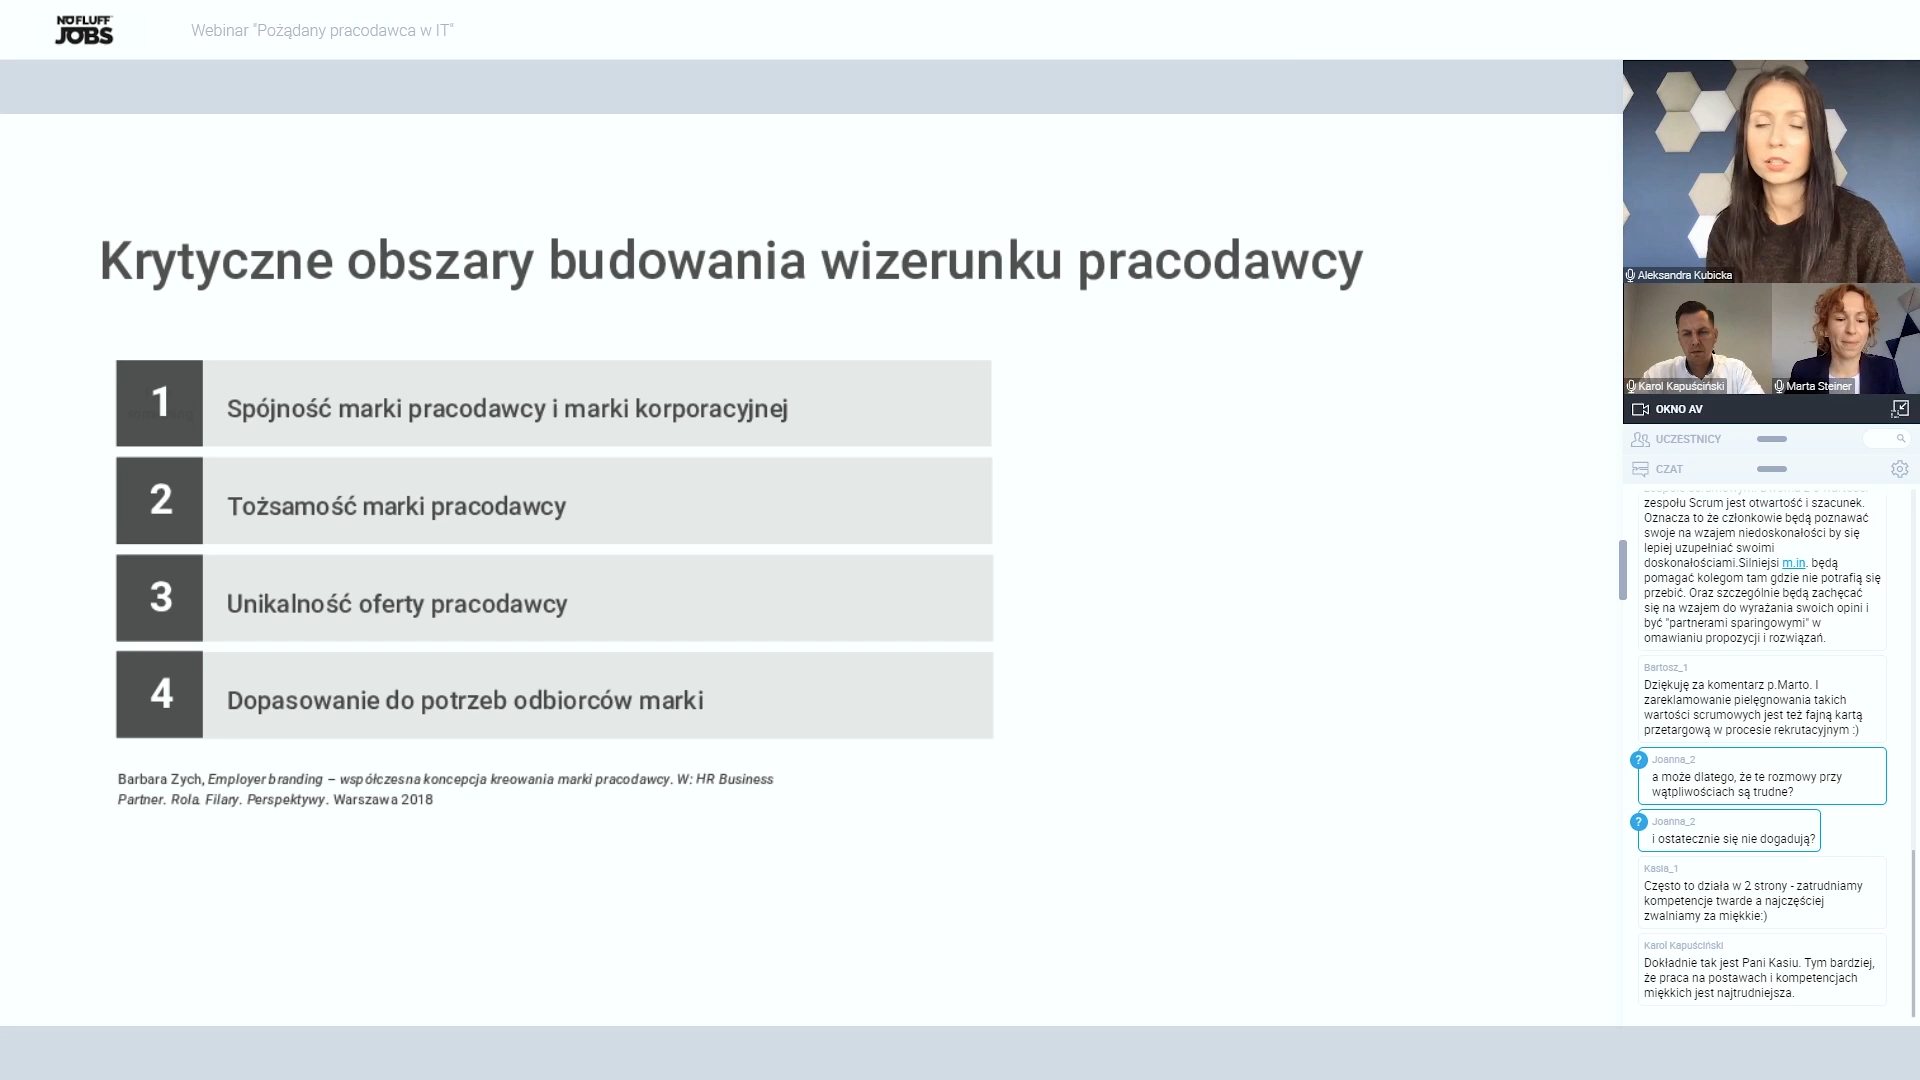 NO FLUFF
JOBS
Webinar "Pożądany pracodawca w IT"
Krytyczne obszary budowania wizerunku pracodawcy
1 Spójność marki pracodawcy i marki korporacyjnej
2 Tożsamość marki pracodawcy
3 Unikalność oferty pracodawcy
4 Dopasowanie do potrzeb odbiorców marki
Barbara Zych, Employer branding – współczesna koncepcja kreowania marki pracodawcy. W: HR Business
Partner. Rola. Filary. Perspektywy. Warszawa 2018
Aleksandra Kubicka
Karol Kapuściński
Marta Steiner
OKNO AV
UCZESTNICY
CZAT
zespołu Scrum jest otwartość i szacunek.
Oznacza to że członkowie będą poznawać
swoje na wzajem niedoskonałości by się
lepiej uzupełniać swoimi
doskonałościami.Silniejsi m.in. będą
pomagać kolegom tam gdzie nie potrafią się
przebić. Oraz szczególnie będą zachęcać
się na wzajem do wyrażania swoich opini i
być "partnerami sparingowymi" w
omawianiu propozycji i rozwiązań.
Bartosz_1
Dziękuję za komentarz p.Marto. I
zareklamowanie pielęgnowania takich
wartości scrumowych jest też fajną kartą
przetargową w procesie rekrutacyjnym :)
?
Joanna_2
a może dlatego, że te rozmowy przy
wątpliwościach są trudne?
?
Joanna_2
i ostatecznie się nie dogadują?
Kasia_1
Często to działa w 2 strony - zatrudniamy
kompetencje twarde a najczęściej
zwalniamy za miękkie:)
Karol Kapuściński
Dokładnie tak jest Pani Kasiu. Tym bardziej,
że praca na postawach i kompetencjach
miękkich jest najtrudniejsza.